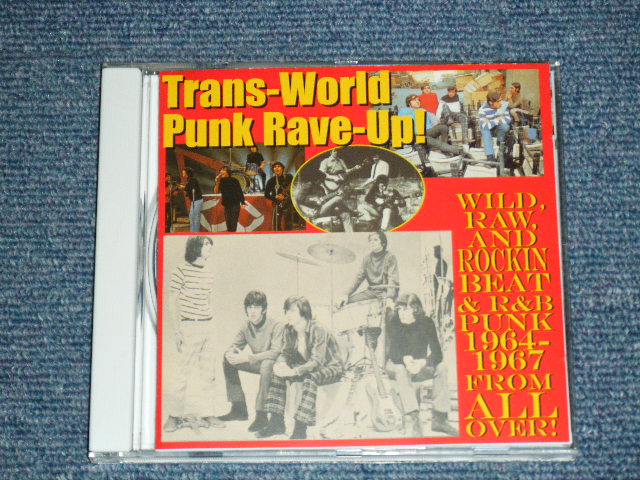 Trans-World
Punk Rave-Up!
WILD,
RAW,
AND
ROCKIN
BEAT
& R&B
PUNK
1964-
1967
FROM
ALL
OVER!